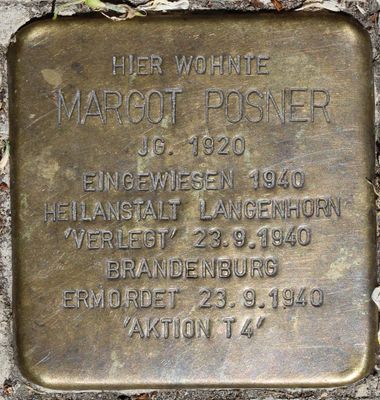 HIER WOHNTE
MARGOT POSNER
JG. 1920
EINGEWIESEN 1940
HEILANSTALT LANGENHORN
'VERLEGT' 23.9.1940
BRANDENBURG
ERMORDET 23.9.1940
'AKTION T4'